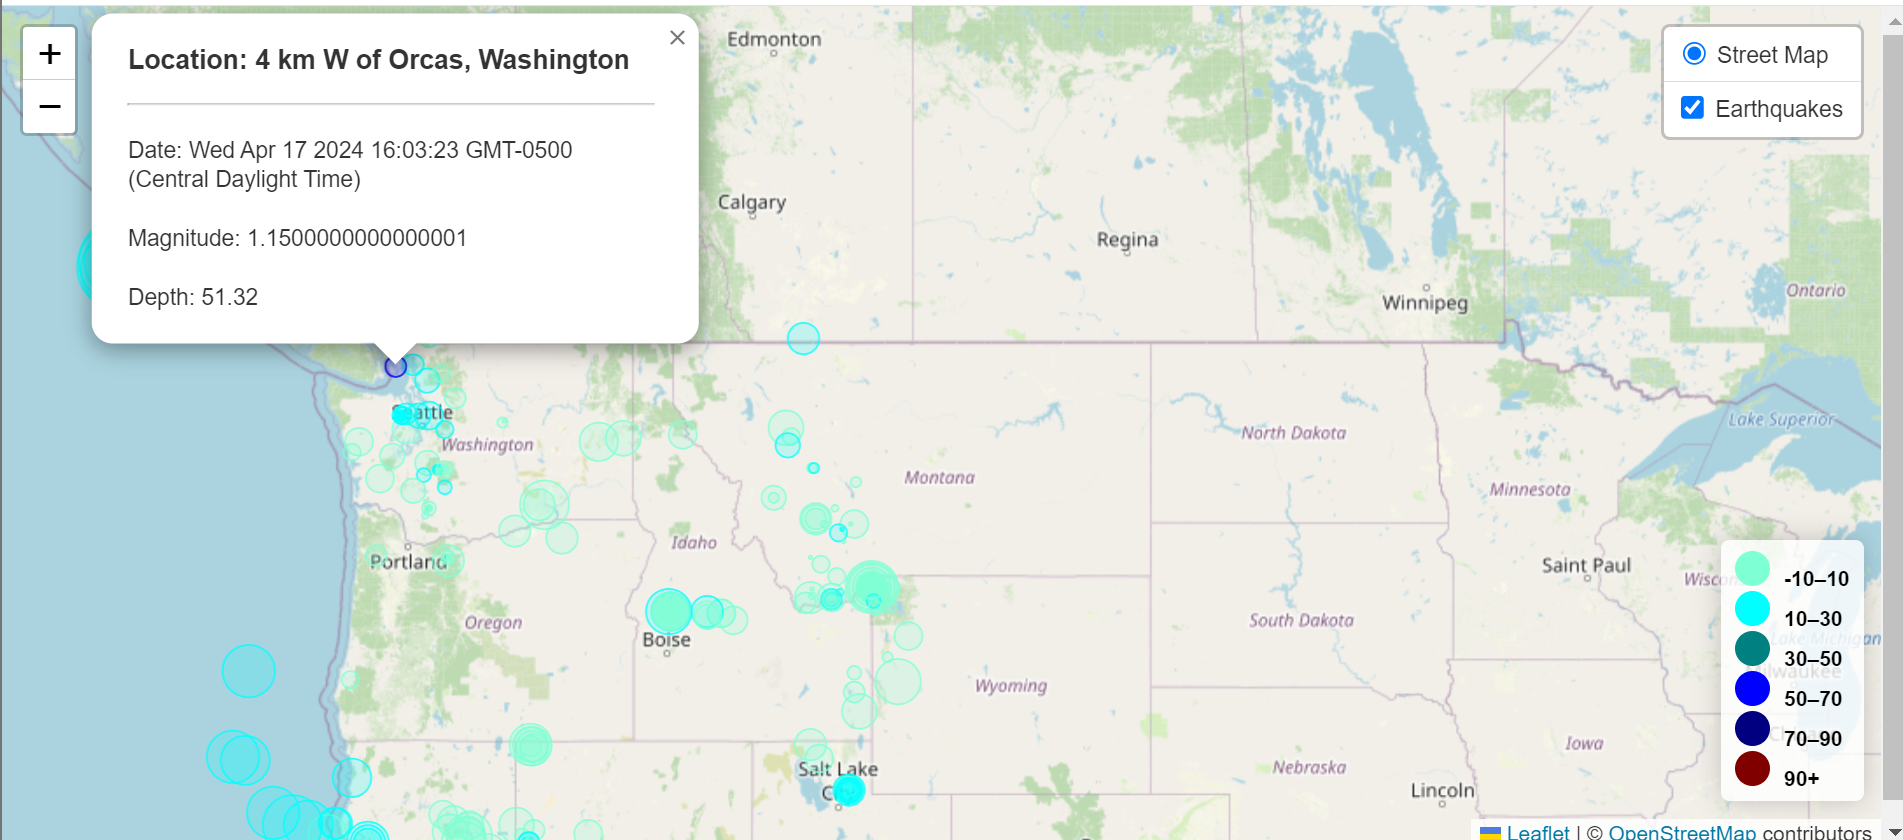 +
−
Location: 4 km W of Orcas, Washington
×
Date: Wed Apr 17 2024 16:03:23 GMT-0500
(Central Daylight Time)
Magnitude: 1.1500000000000001
Depth: 51.32
Street Map
Earthquakes
Edmonton
Calgary
Regina
Winnipeg
Ontario
Seattle
Washington
Lake Superior
North Dakota
Montana
Minnesota
Portland
Idaho
Saint Paul
Oregon
Boise
South Dakota
Wyoming
Lake Michigan
Milwaukee
Iowa
Salt Lake
Nebraska
Lincoln
-10–10
10–30
30–50
50–70
70–90
90+
Leaflet | © OpenStreetMap contributors